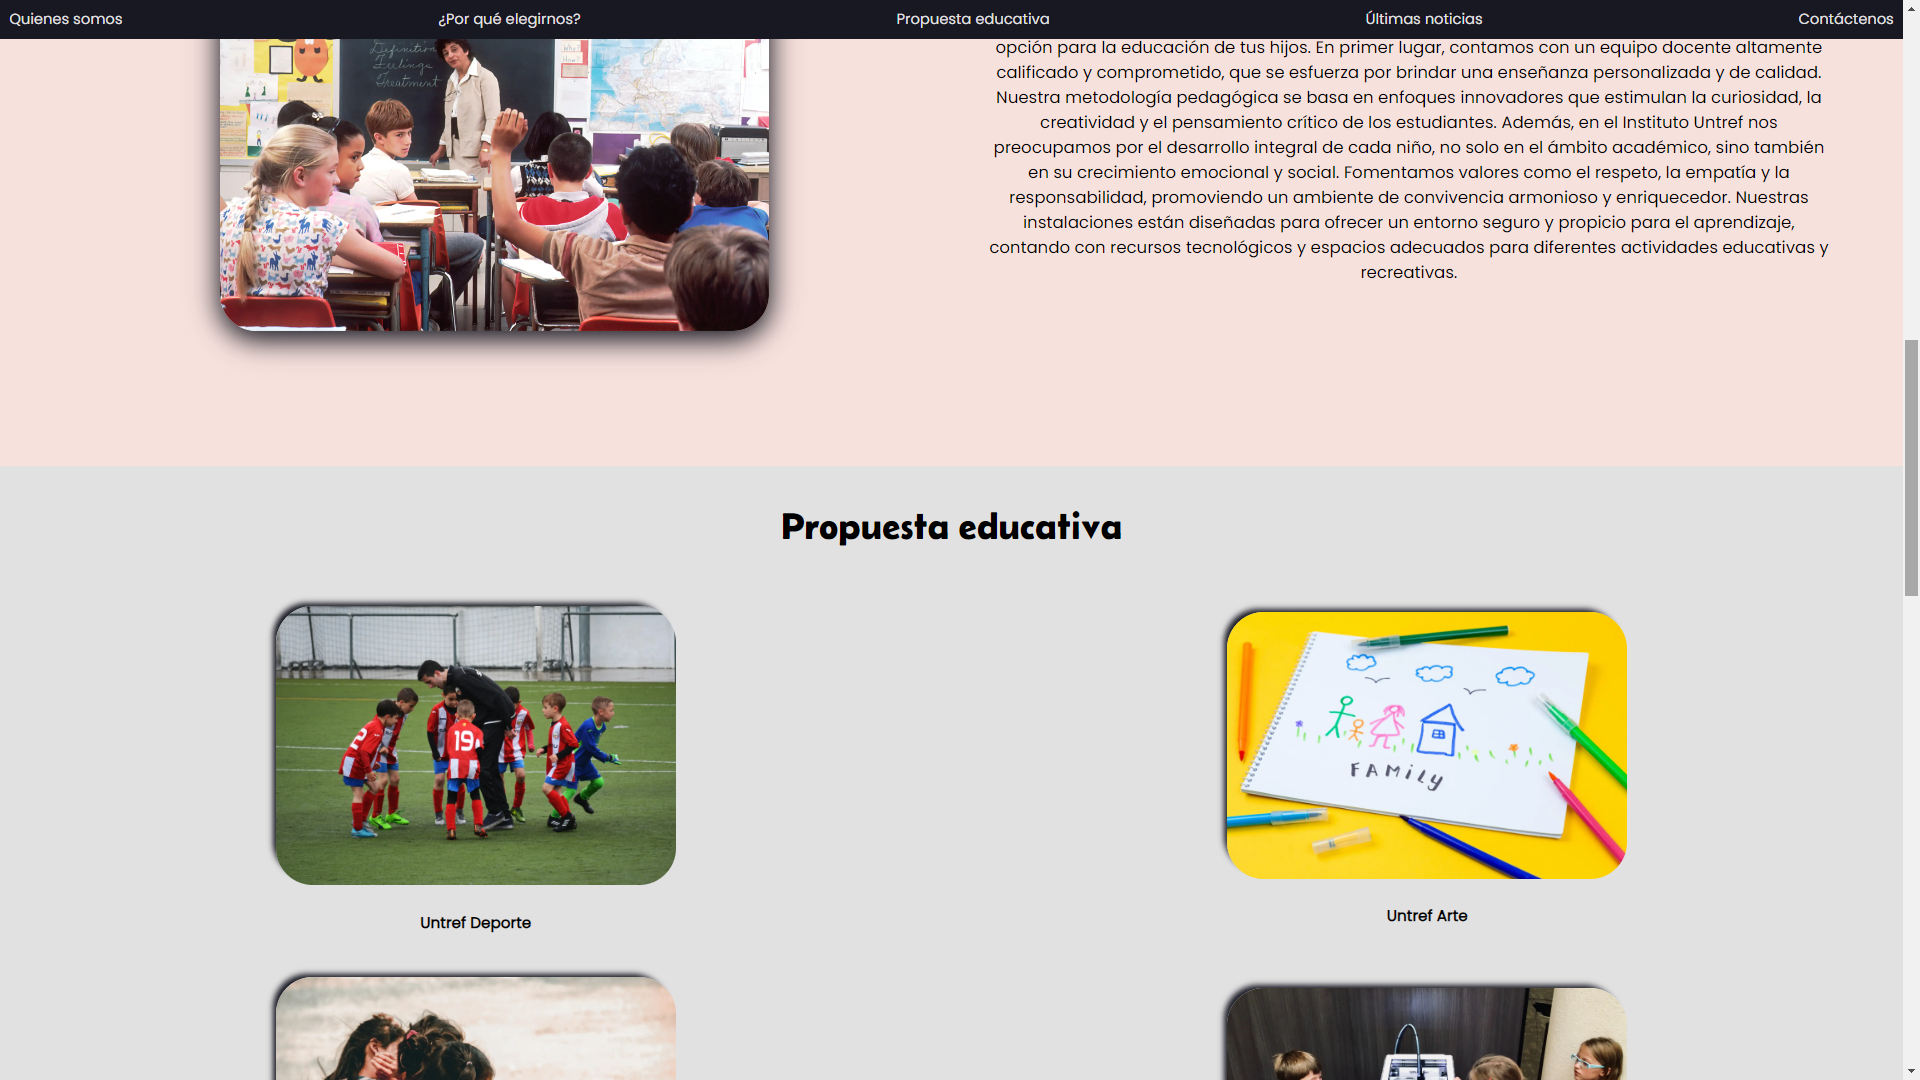 Quienes somos
¿Por qué elegirnos?
Propuesta educativa
Últimas noticias
Contáctenos
Definition
Feelings
Treatment
opción para la educación de tus hijos. En primer lugar, contamos con un equipo docente altamente
calificado y comprometido, que se esfuerza por brindar una enseñanza personalizada y de calidad.
Nuestra metodología pedagógica se basa en enfoques innovadores que estimulan la curiosidad, la
creatividad y el pensamiento crítico de los estudiantes. Además, en el Instituto Untref nos
preocupamos por el desarrollo integral de cada niño, no solo en el ámbito académico, sino también
en su crecimiento emocional y social. Fomentamos valores como el respeto, la empatía y la
responsabilidad, promoviendo un ambiente de convivencia armonioso y enriquecedor. Nuestras
instalaciones están diseñadas para ofrecer un entorno seguro y propicio para el aprendizaje,
contando con recursos tecnológicos y espacios adecuados para diferentes actividades educativas y
recreativas.
Propuesta educativa
2
19
FAMiLy
Untref Deporte
Untref Arte